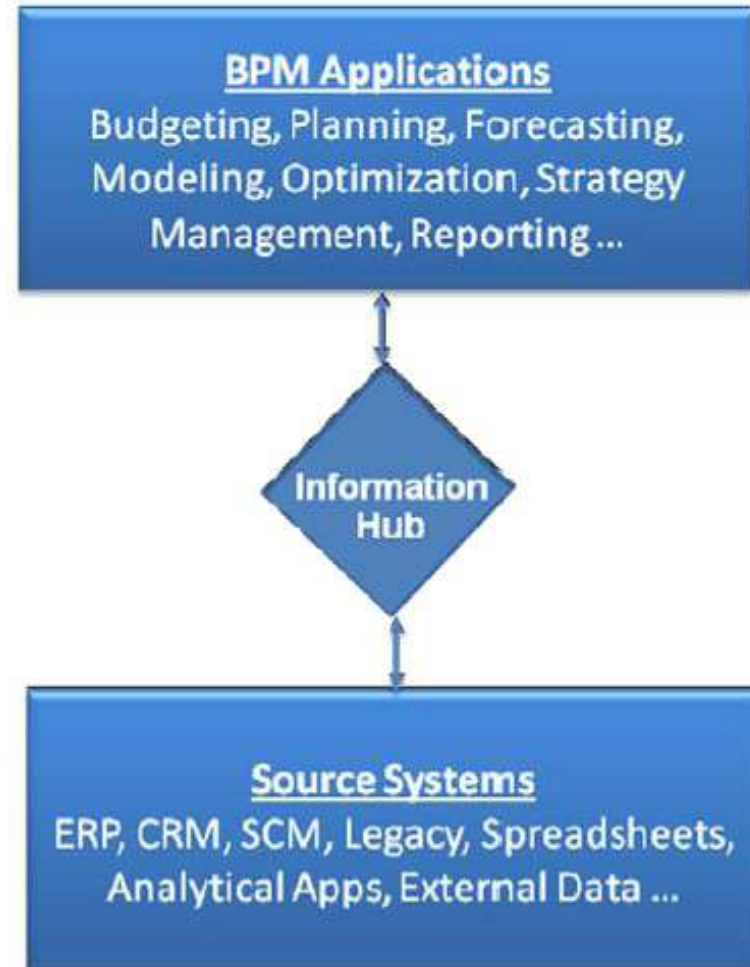 BPM Applications
Budgeting, Planning, Forecasting,
Modeling, Optimization, Strategy
Management, Reporting ...
Information
Hub
Source Systems
ERP, CRM, SCM, Legacy, Spreadsheets,
Analytical Apps, External Data ...